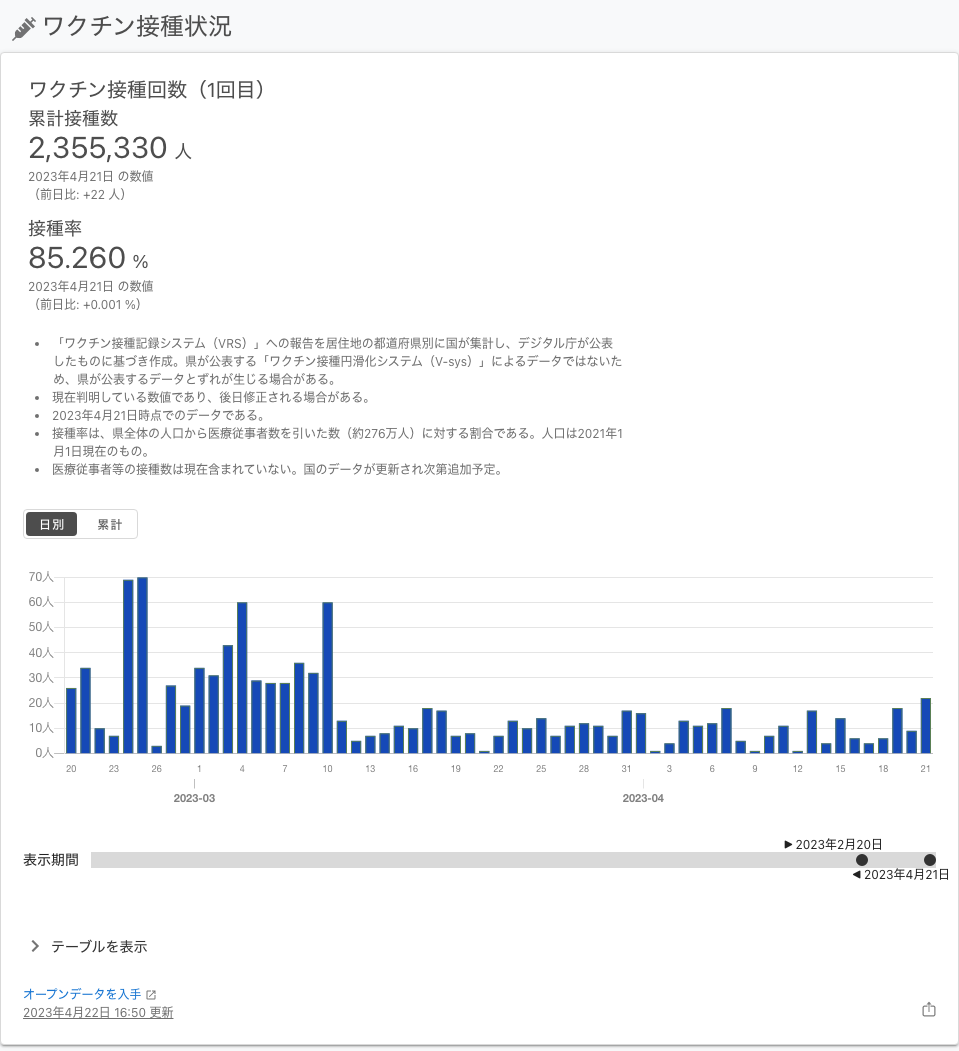 ワクチン接種状況
ワクチン接種回数（1回目）
累計接種数
2,355,330 人
2023年4月21日 の数値
（前日比: +22 人）
接種率
85.260 %
2023年4月21日 の数値
（前日比: +0.001 %）
• 「ワクチン接種記録システム（VRS）」への報告を居住地の都道府県別に国が集計し、デジタル庁が公表
したものに基づき作成。県が公表する「ワクチン接種円滑化システム（V-sys）」によるデータではないた
め、県が公表するデータとずれが生じる場合がある。
• 現在判明している数値であり、後日修正される場合がある。
• 2023年4月21日時点でのデータである。
• 接種率は、県全体の人口から医療従事者数を引いた数（約276万人）に対する割合である。人口は2021年1
月1日現在のもの。
• 医療従事者等の接種数は現在含まれていない。国のデータが更新され次第追加予定。
日別 累計
70人
60人
50人
40人
30人
20人
10人
0人
20 23 26 1 4 7 10 13 16 19 22 25 28 31 3 6 9 12 15 18 21
2023-03 2023-04
▶ 2023年2月20日
表示期間
◀ 2023年4月21日
テーブルを表示
オープンデータを入手
2023年4月22日 16:50 更新